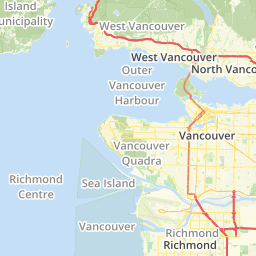 Island
unicipality
West Vancouver
West Vancouver
North Vanco
Outer
Vancouver
Harbour
Vancouver
Vancouver
Quadra
Richmond
Centre
Sea Island
Vancouver
Richmond
Richmond